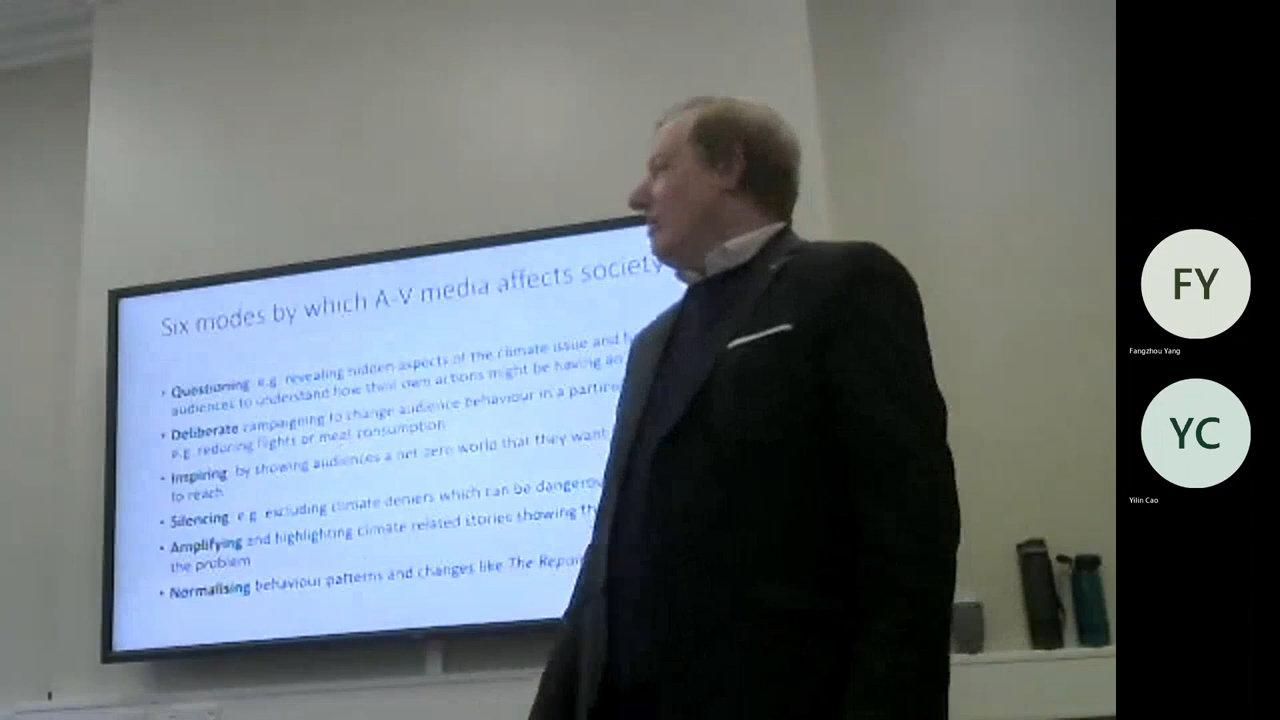 Six modes by which A-V media affects society
• Questioning e.g. revealing hidden aspects of the climate issue and
audiences to understand how their own actions might be having an
• Deliberate campaigning to change audience behaviour in a
e.g. reducing flights or meat consumption
• Inspiring by showing audiences a net zero world that they want
to reach
• Silencing e.g. excluding climate deniers which can be
• Amplifying and highlighting climate related stories showing
the problem
• Normalising behaviour patterns and changes like The
FY
Fangzhou Yang
YC
Yilin Cao